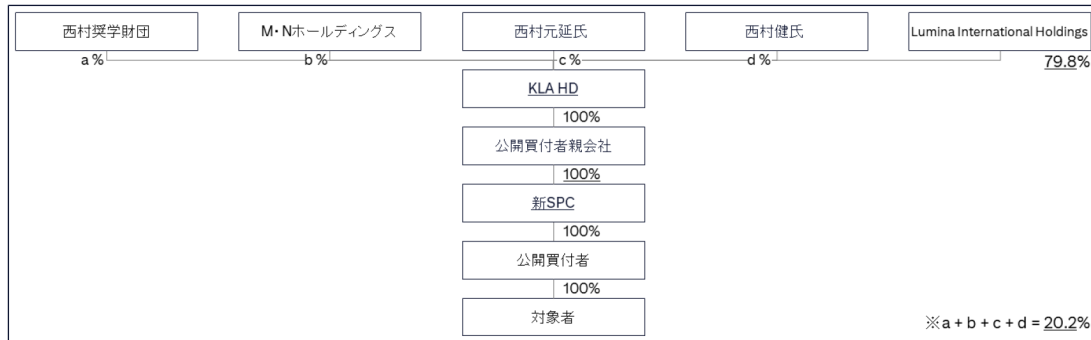 西村奨学財団 M・Nホールディングス 西村元延氏 西村健氏 Lumina International Holdings
a % b % c % d % 79.8%
KLA HD
100%
公開買付者親会社
100%
新SPC
100%
公開買付者
100%
対象者
※a + b + c + d = 20.2%